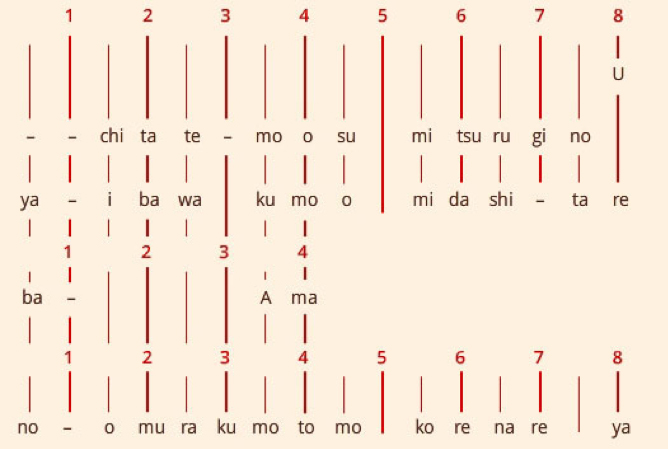 1 2 3 4 5 6 7 8
U
– – chi ta te – mo o su mi tsu ru gi no
ya – i ba wa ku mo o mi da shi – ta re
1 2 3 4
ba – A ma
1 2 3 4 5 6 7 8
no – o mu ra ku mo to mo ko re na re ya